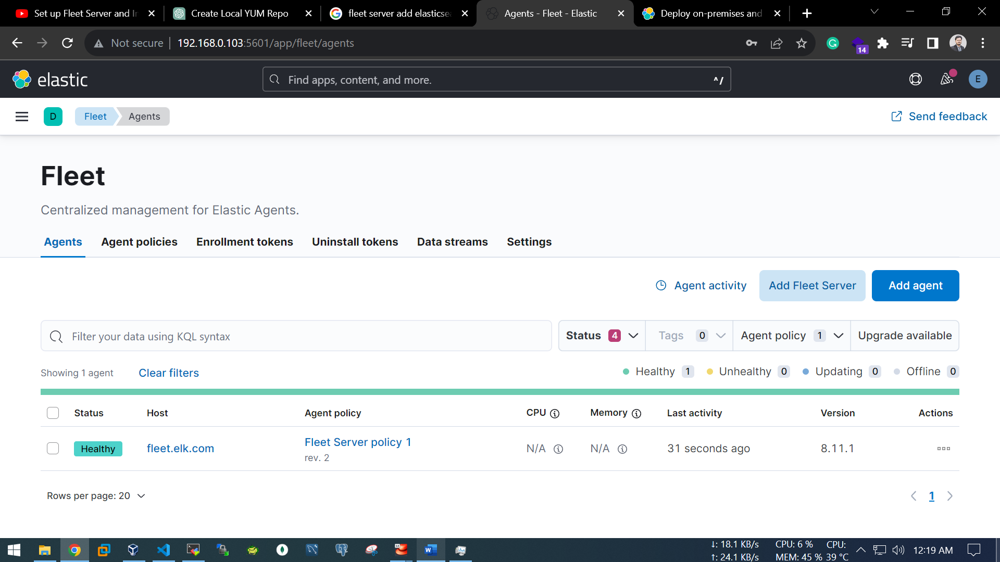 Set up Fleet Server and In
Create Local YUM Repo
fleet server add elasticsea
Agents - Fleet - Elastic
Deploy on-premises and
Not secure
192.168.0.103:5601/app/fleet/agents
G
14
elastic
Find apps, content, and more.
^/
E
D
Fleet
Agents
Send feedback
Fleet
Centralized management for Elastic Agents.
Agents
Agent policies
Enrollment tokens
Uninstall tokens
Data streams
Settings
Agent activity
Add Fleet Server
Add agent
Filter your data using KQL syntax
Status 4
Tags 0
Agent policy 1
Upgrade available
Showing 1 agent
Clear filters
Healthy 1
Unhealthy 0
Updating 0
Offline 0
Status
Host
Agent policy
CPU
Memory
Last activity
Version
Actions
Healthy
fleet.elk.com
Fleet Server policy 1
rev. 2
N/A
N/A
31 seconds ago
8.11.1
Rows per page: 20
1
↓: 18.1 KB/s
↑: 24.1 KB/s
CPU: 6 %
MEM: 45 %
CPU:
39 °C
12:19 AM